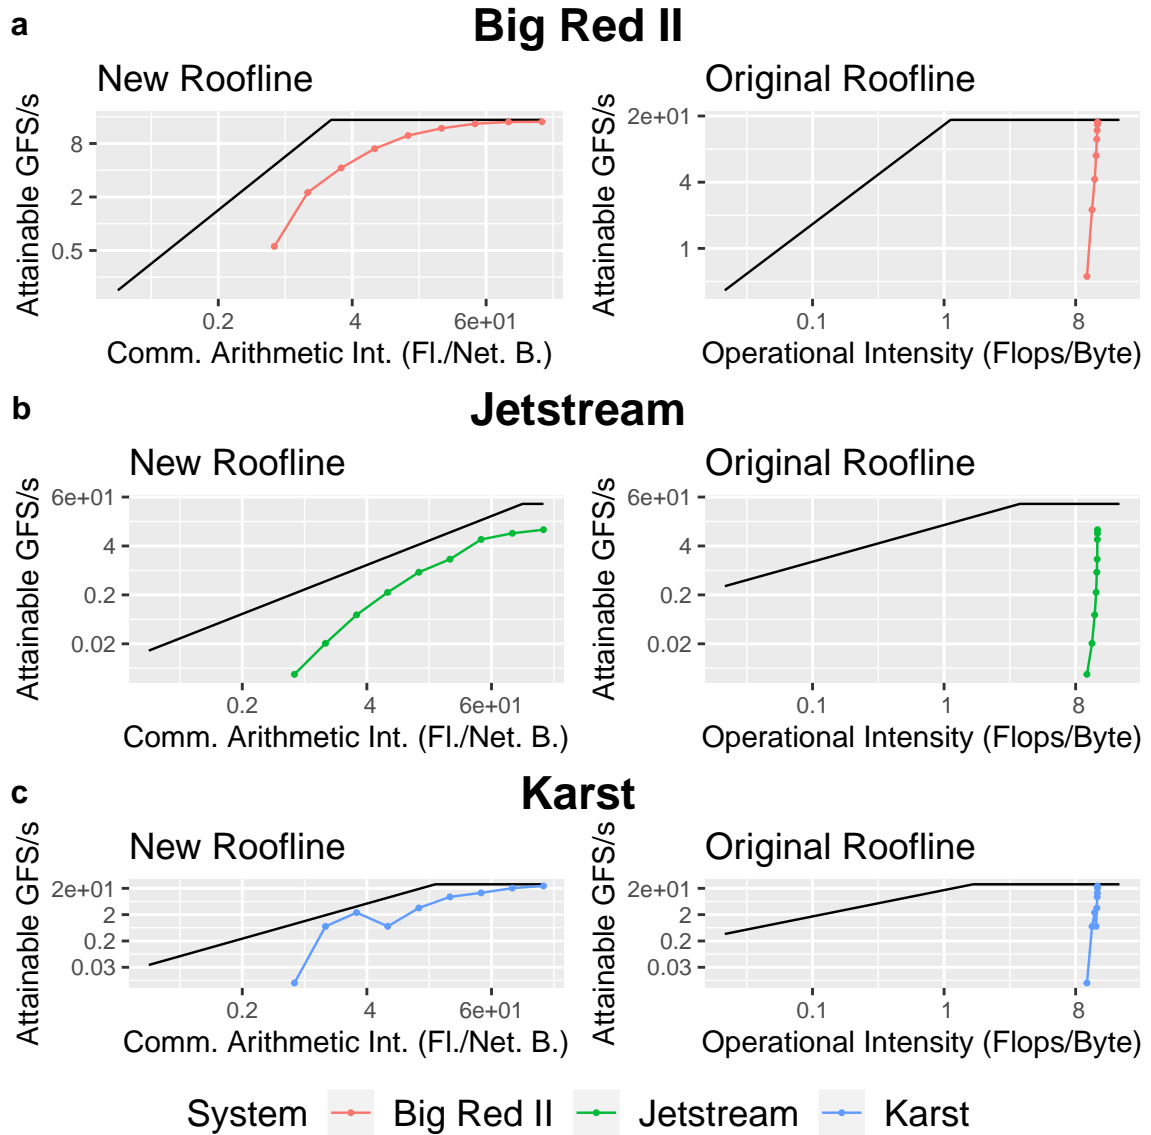 a
Big Red II
New Roofline
Original Roofline
Attainable GFS/s
8
2
0.5
0.2
4
6e+01
Comm. Arithmetic Int. (Fl./Net. B.)
Attainable GFS/s
2e+01
4
1
0.1
1
8
Operational Intensity (Flops/Byte)
b
Jetstream
New Roofline
Original Roofline
Attainable GFS/s
6e+01
4
0.2
0.02
0.2
4
6e+01
Comm. Arithmetic Int. (Fl./Net. B.)
Attainable GFS/s
6e+01
4
0.2
0.02
0.1
1
8
Operational Intensity (Flops/Byte)
c
Karst
New Roofline
Original Roofline
Attainable GFS/s
2e+01
2
0.2
0.03
0.2
4
6e+01
Comm. Arithmetic Int. (Fl./Net. B.)
Attainable GFS/s
2e+01
2
0.2
0.03
0.1
1
8
Operational Intensity (Flops/Byte)
System
Big Red II
Jetstream
Karst